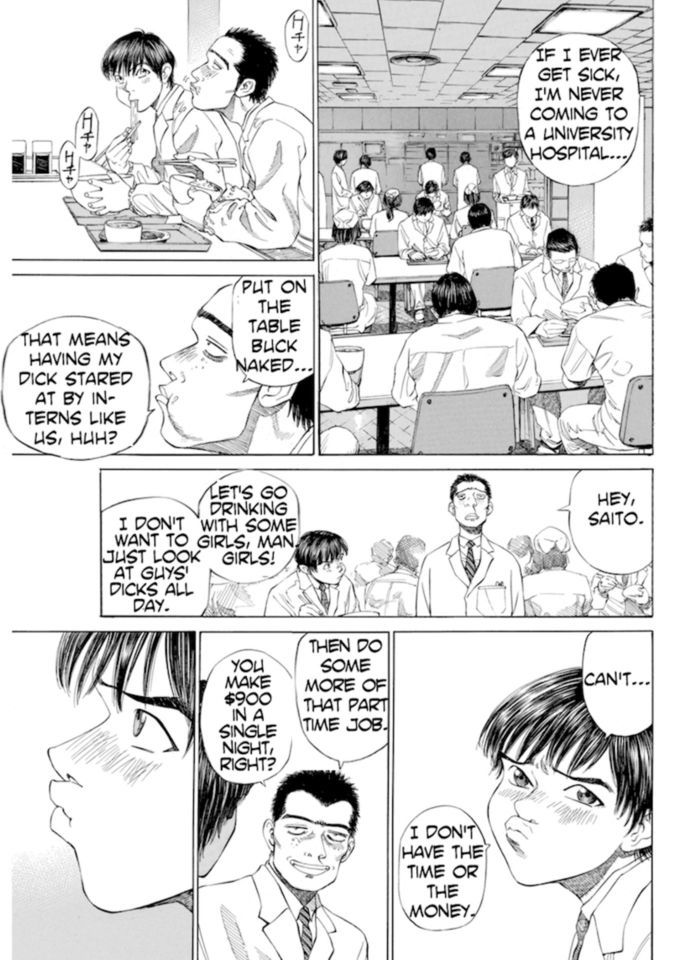 IF I EVER
GET SICK,
I'M NEVER
COMING TO
A UNIVERSITY
HOSPITAL...
Hチャ
Hチャ
Hチャ
PUT ON
THE
TABLE
BUCK
NAKED...
THAT MEANS
HAVING MY
DICK STARED
AT BY IN-
TERNS LIKE
US, HUH?
HEY,
SAITO.
LET'S GO
DRINKING
WITH SOME
GIRLS, MAN.
GIRLS!
I DON'T
WANT TO
JUST LOOK
AT GUYS'
DICKS ALL
DAY.
CAN'T...
I DON'T
HAVE THE
TIME OR
THE
MONEY.
THEN DO
SOME
MORE OF
THAT PART
TIME JOB.
YOU
MAKE
$900
IN A
SINGLE
NIGHT,
RIGHT?